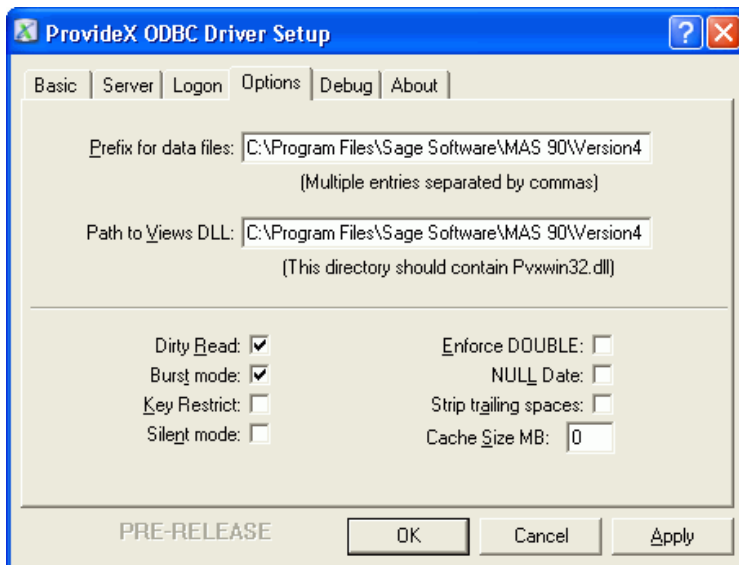 ProvideX ODBC Driver Setup
Basic Server Logon Options Debug About
Prefix for data files: C:\Program Files\Sage Software\MAS 90\Version4
(Multiple entries separated by commas)
Path to Views DLL: C:\Program Files\Sage Software\MAS 90\Version4
(This directory should contain Pvxwin32.dll)
Dirty Read: Enforce DOUBLE:
Burst mode: NULL Date:
Key Restrict: Strip trailing spaces:
Silent mode: Cache Size MB: 0
PRE-RELEASE OK Cancel Apply